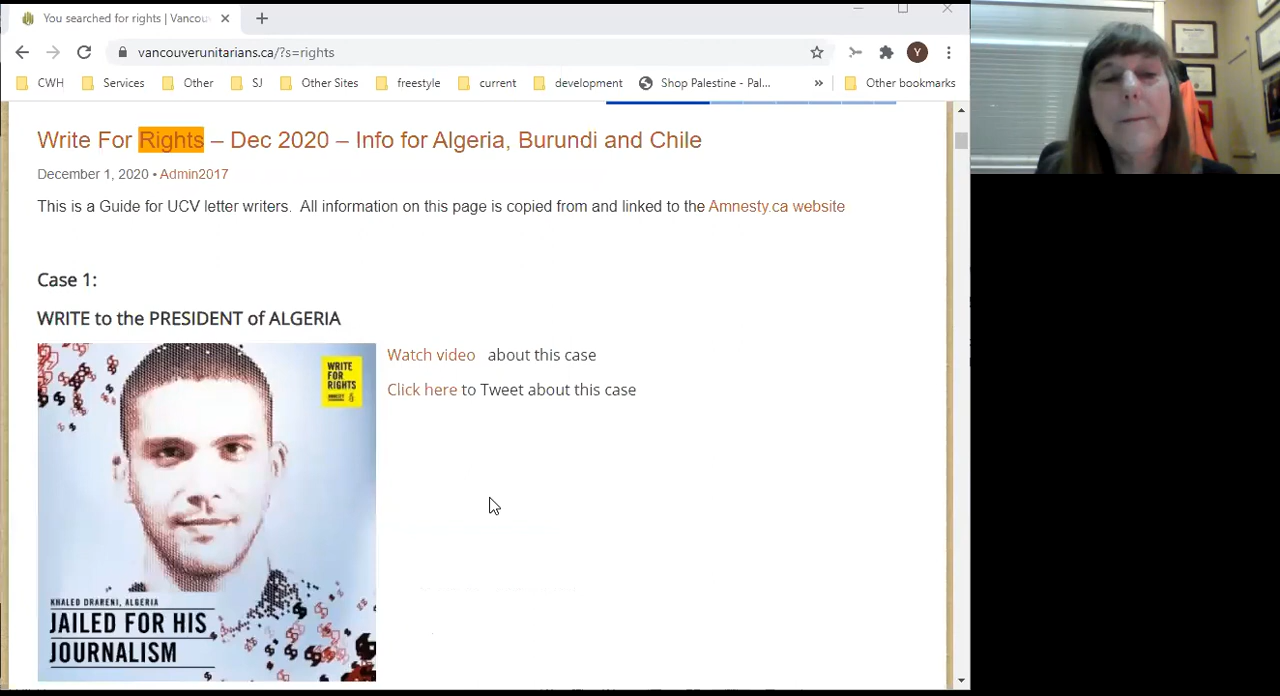 You searched for rights | Vancou
vancouverunitarians.ca/?s=rights
Y
CWH Services Other SJ Other Sites freestyle current development Shop Palestine - Pal... » Other bookmarks
Write For Rights – Dec 2020 – Info for Algeria, Burundi and Chile
December 1, 2020 • Admin2017
This is a Guide for UCV letter writers. All information on this page is copied from and linked to the Amnesty.ca website
Case 1:
WRITE to the PRESIDENT of ALGERIA
Watch video about this case
Click here to Tweet about this case
WRITE
FOR
RIGHTS
KHALED DRARENI, ALGERIA
JAILED FOR HIS
JOURNALISM